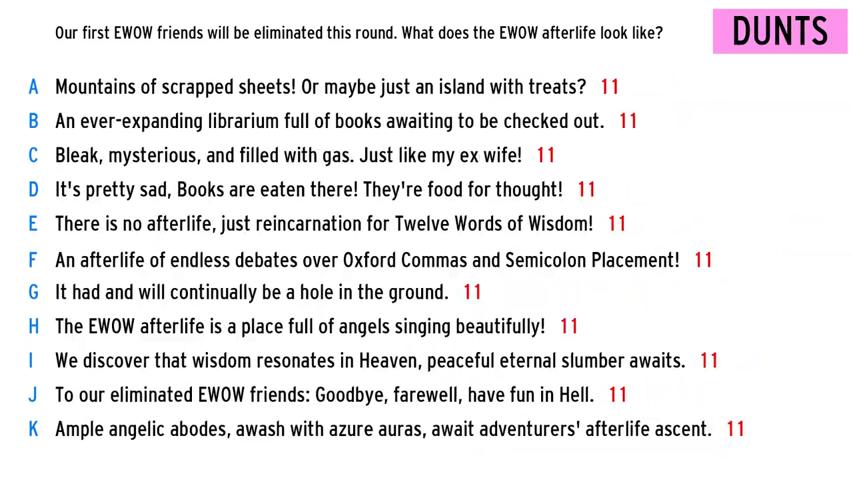 Our first EWOW friends will be eliminated this round. What does the EWOW afterlife look like?
DUNTS
A Mountains of scrapped sheets! Or maybe just an island with treats? 11
B An ever-expanding librarium full of books awaiting to be checked out. 11
C Bleak, mysterious, and filled with gas. Just like my ex wife! 11
D It's pretty sad, Books are eaten there! They're food for thought! 11
E There is no afterlife, just reincarnation for Twelve Words of Wisdom! 11
F An afterlife of endless debates over Oxford Commas and Semicolon Placement! 11
G It had and will continually be a hole in the ground. 11
H The EWOW afterlife is a place full of angels singing beautifully! 11
I We discover that wisdom resonates in Heaven, peaceful eternal slumber awaits. 11
J To our eliminated EWOW friends: Goodbye, farewell, have fun in Hell. 11
K Ample angelic abodes, awash with azure auras, await adventurers' afterlife ascent. 11